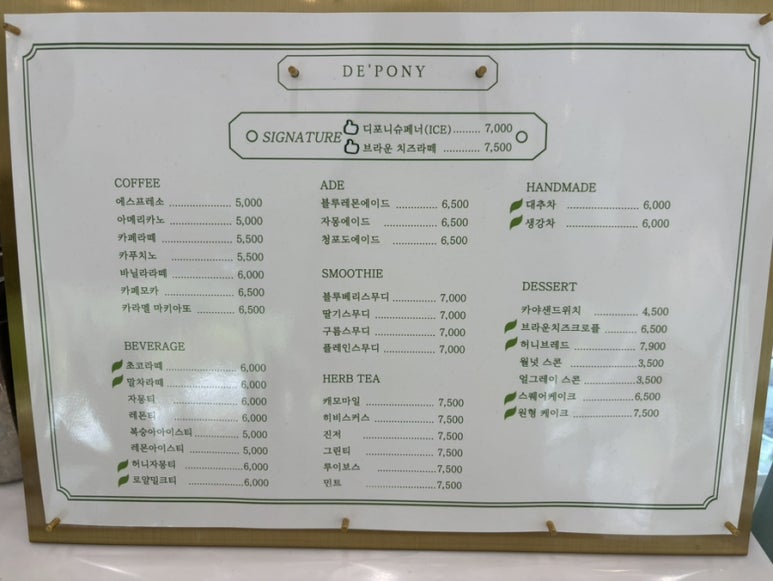 DE'PONY
SIGNATURE
디포니슈페너(ICE)......... 7,000
브라운 치즈라떼 ............ 7,500
COFFEE
에스프레소 ..................... 5,000
아메리카노 ..................... 5,000
카페라떼 ..................... 5,500
카푸치노 ..................... 5,500
바닐라라떼 ..................... 6,000
카페모카 ..................... 6,500
카라멜 마키아또 ............ 6,500
BEVERAGE
초코라떼 ..................... 6,000
말차라떼 ..................... 6,000
자몽티 ..................... 6,000
레몬티 ..................... 6,000
복숭아아이스티 ............... 5,000
레몬아이스티 ............... 5,000
허니자몽티 ..................... 6,000
로얄밀크티 ..................... 6,000
ADE
블루레몬에이드 ............... 6,500
자몽에이드 ..................... 6,500
청포도에이드 ............... 6,500
SMOOTHIE
블루베리스무디 ............... 7,000
딸기스무디 ..................... 7,000
구름스무디 ..................... 7,000
플레인스무디 ..................... 7,000
HERB TEA
캐모마일 ..................... 7,500
히비스커스 ..................... 7,500
진저 ..................... 7,500
그린티 ..................... 7,500
루이보스 ..................... 7,500
민트 ..................... 7,500
HANDMADE
대추차 ..................... 6,000
생강차 ..................... 6,000
DESSERT
카야샌드위치 ............... 4,500
브라운치즈크로플 ............ 6,500
허니브레드 ..................... 7,900
월넛 스콘 ..................... 3,500
얼그레이 스콘 ..................... 3,500
스퀘어케이크 ..................... 6,500
원형 케이크 ..................... 7,500